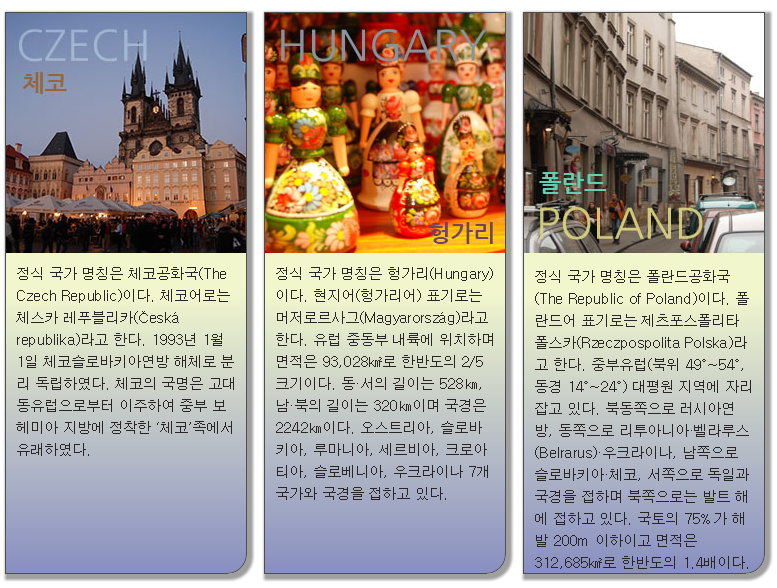 CZECH
체코
정식 국가 명칭은 체코공화국(The
Czech Republic)이다. 체코어로는
체스카 레푸블리카(Česká
republika)라고 한다. 1993년 1월
1일 체코슬로바키아연방 해체로 분
리 독립하였다. 체코의 국명은 고대
동유럽으로부터 이주하여 중부 보
헤미아 지방에 정착한 ‘체코’족에서
유래하였다.
HUNGARY
헝가리
정식 국가 명칭은 헝가리(Hungary)
이다. 현지어(헝가리어) 표기로는
머저로르사그(Magyarország)라고
한다. 유럽 중동부 내륙에 위치하며
면적은 93,028㎢로 한반도의 2/5
크기이다. 동·서의 길이는 528㎞,
남·북의 길이는 320㎞이며 국경은
2242㎞이다. 오스트리아, 슬로바
키아, 루마니아, 세르비아, 크로아
티아, 슬로베니아, 우크라이나 7개
국가와 국경을 접하고 있다.
폴란드
POLAND
정식 국가 명칭은 폴란드공화국
(The Republic of Poland)이다. 폴
란드어 표기로는 제츠포스폴리타
폴스카(Rzeczpospolita Polska)라
고 한다. 중부유럽(북위 49°~54°,
동경 14°~24°) 대평원 지역에 자리
잡고 있다. 북동쪽으로 러시아연
방, 동쪽으로 리투아니아·벨라루스
(Belrarus)·우크라이나, 남쪽으로
슬로바키아·체코, 서쪽으로 독일과
국경을 접하며 북쪽으로는 발트 해
에 접하고 있다. 국토의 75%가 해
발 200m 이하이고 면적은
312,685㎢로 한반도의 1.4배이다.